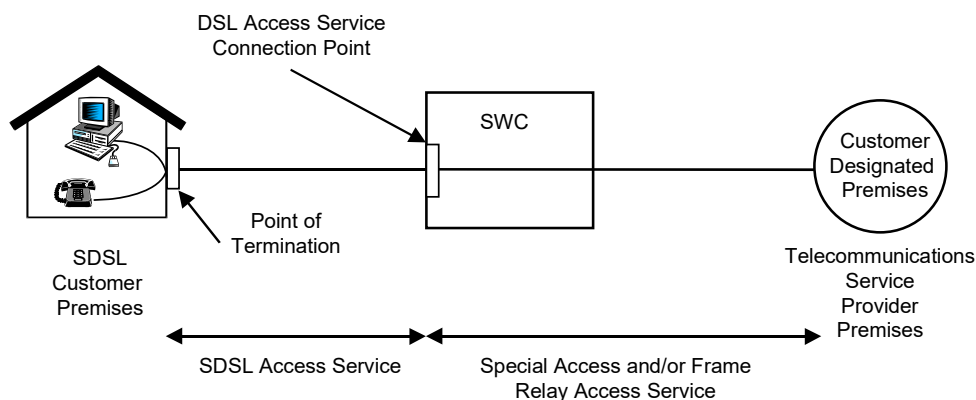 DSL Access Service
Connection Point
SWC
Customer
Designated
Premises
Point of
Termination
SDSL
Customer
Premises
Telecommunications
Service
Provider
Premises
SDSL Access Service
Special Access and/or Frame
Relay Access Service